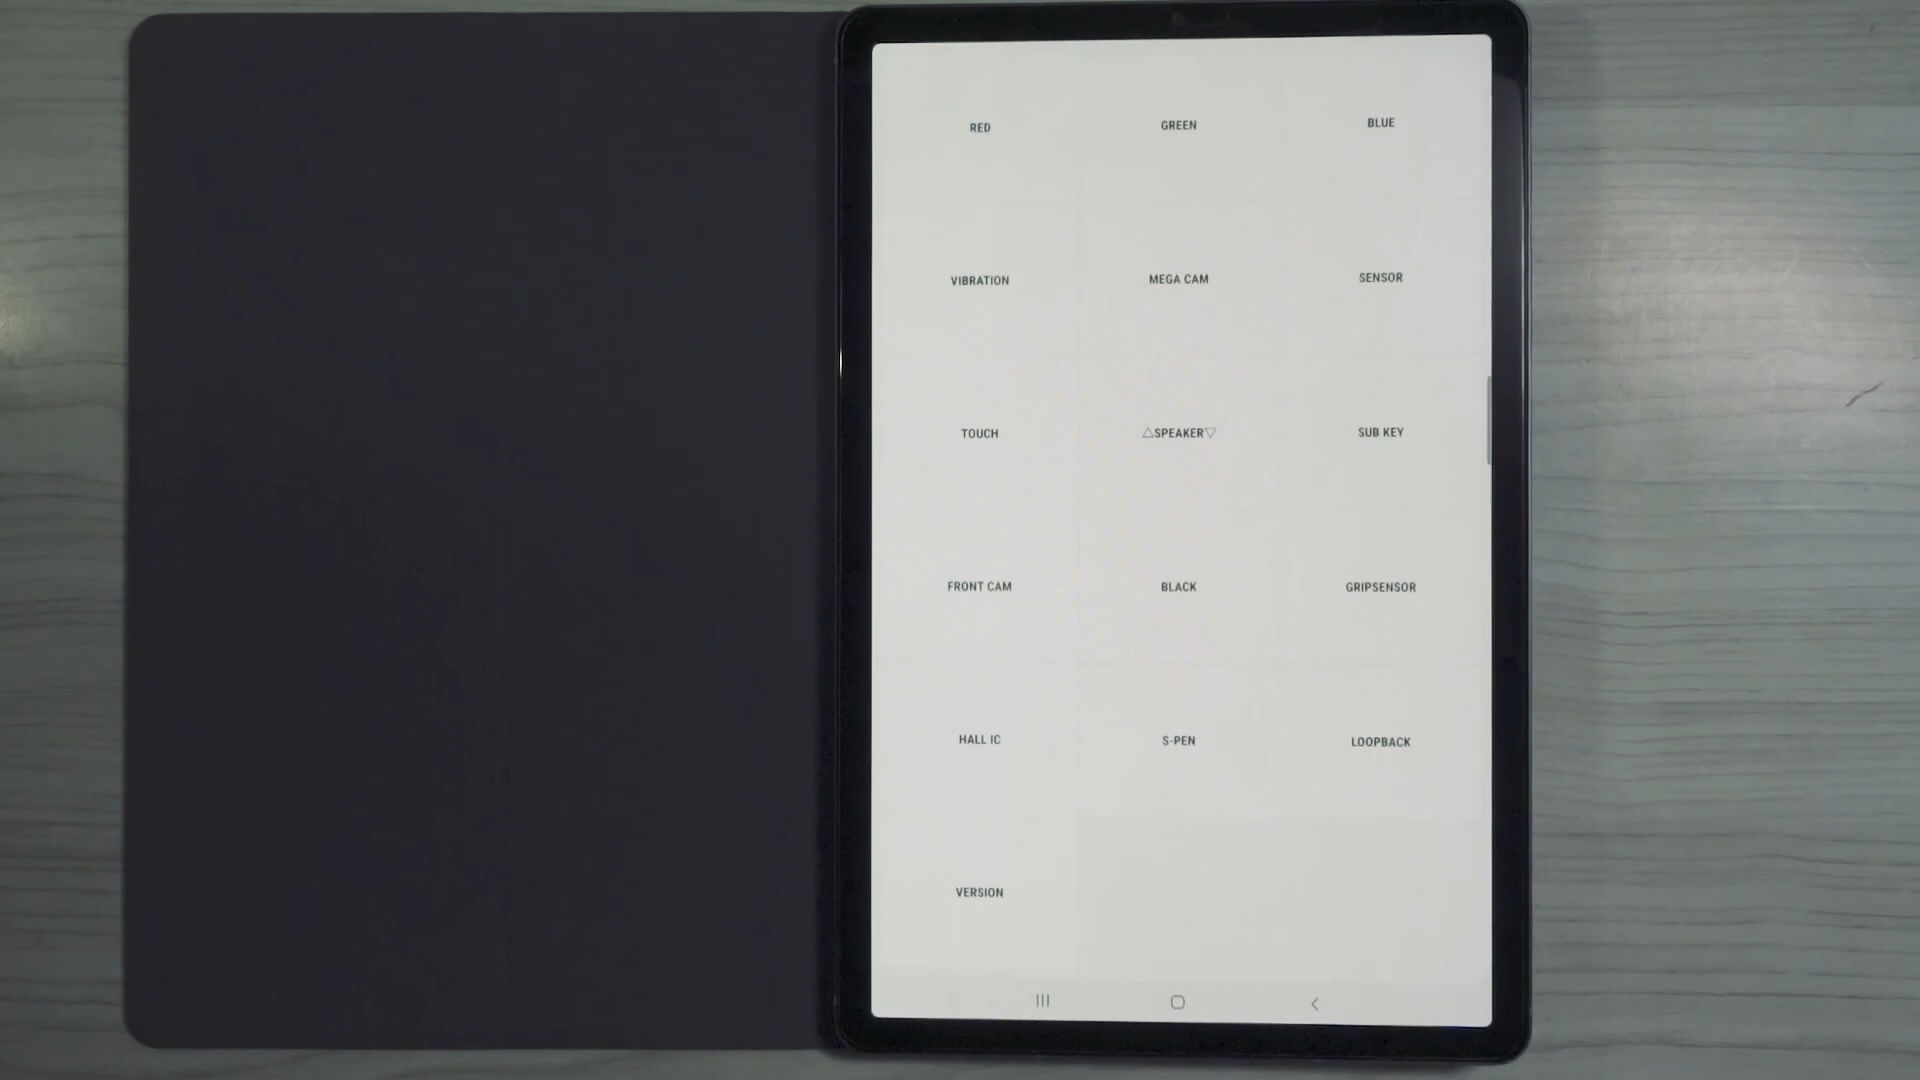 RED GREEN BLUE
VIBRATION MEGA CAM SENSOR
TOUCH △SPEAKER▽ SUB KEY
FRONT CAM BLACK GRIPSENSOR
HALL IC S-PEN LOOPBACK
VERSION